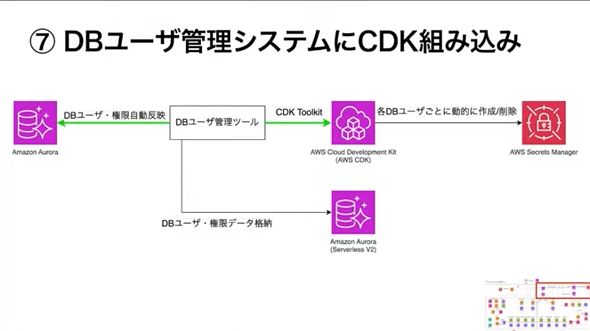 ⑦ DBユーザ管理システムにCDK組み込み
DBユーザ・権限自動反映
DBユーザ管理ツール
CDK Toolkit
各DBユーザごとに動的に作成/削除
Amazon Aurora
AWS Cloud Development Kit
(AWS CDK)
AWS Secrets Manager
DBユーザ・権限データ格納
Amazon Aurora
(Serverless V2)